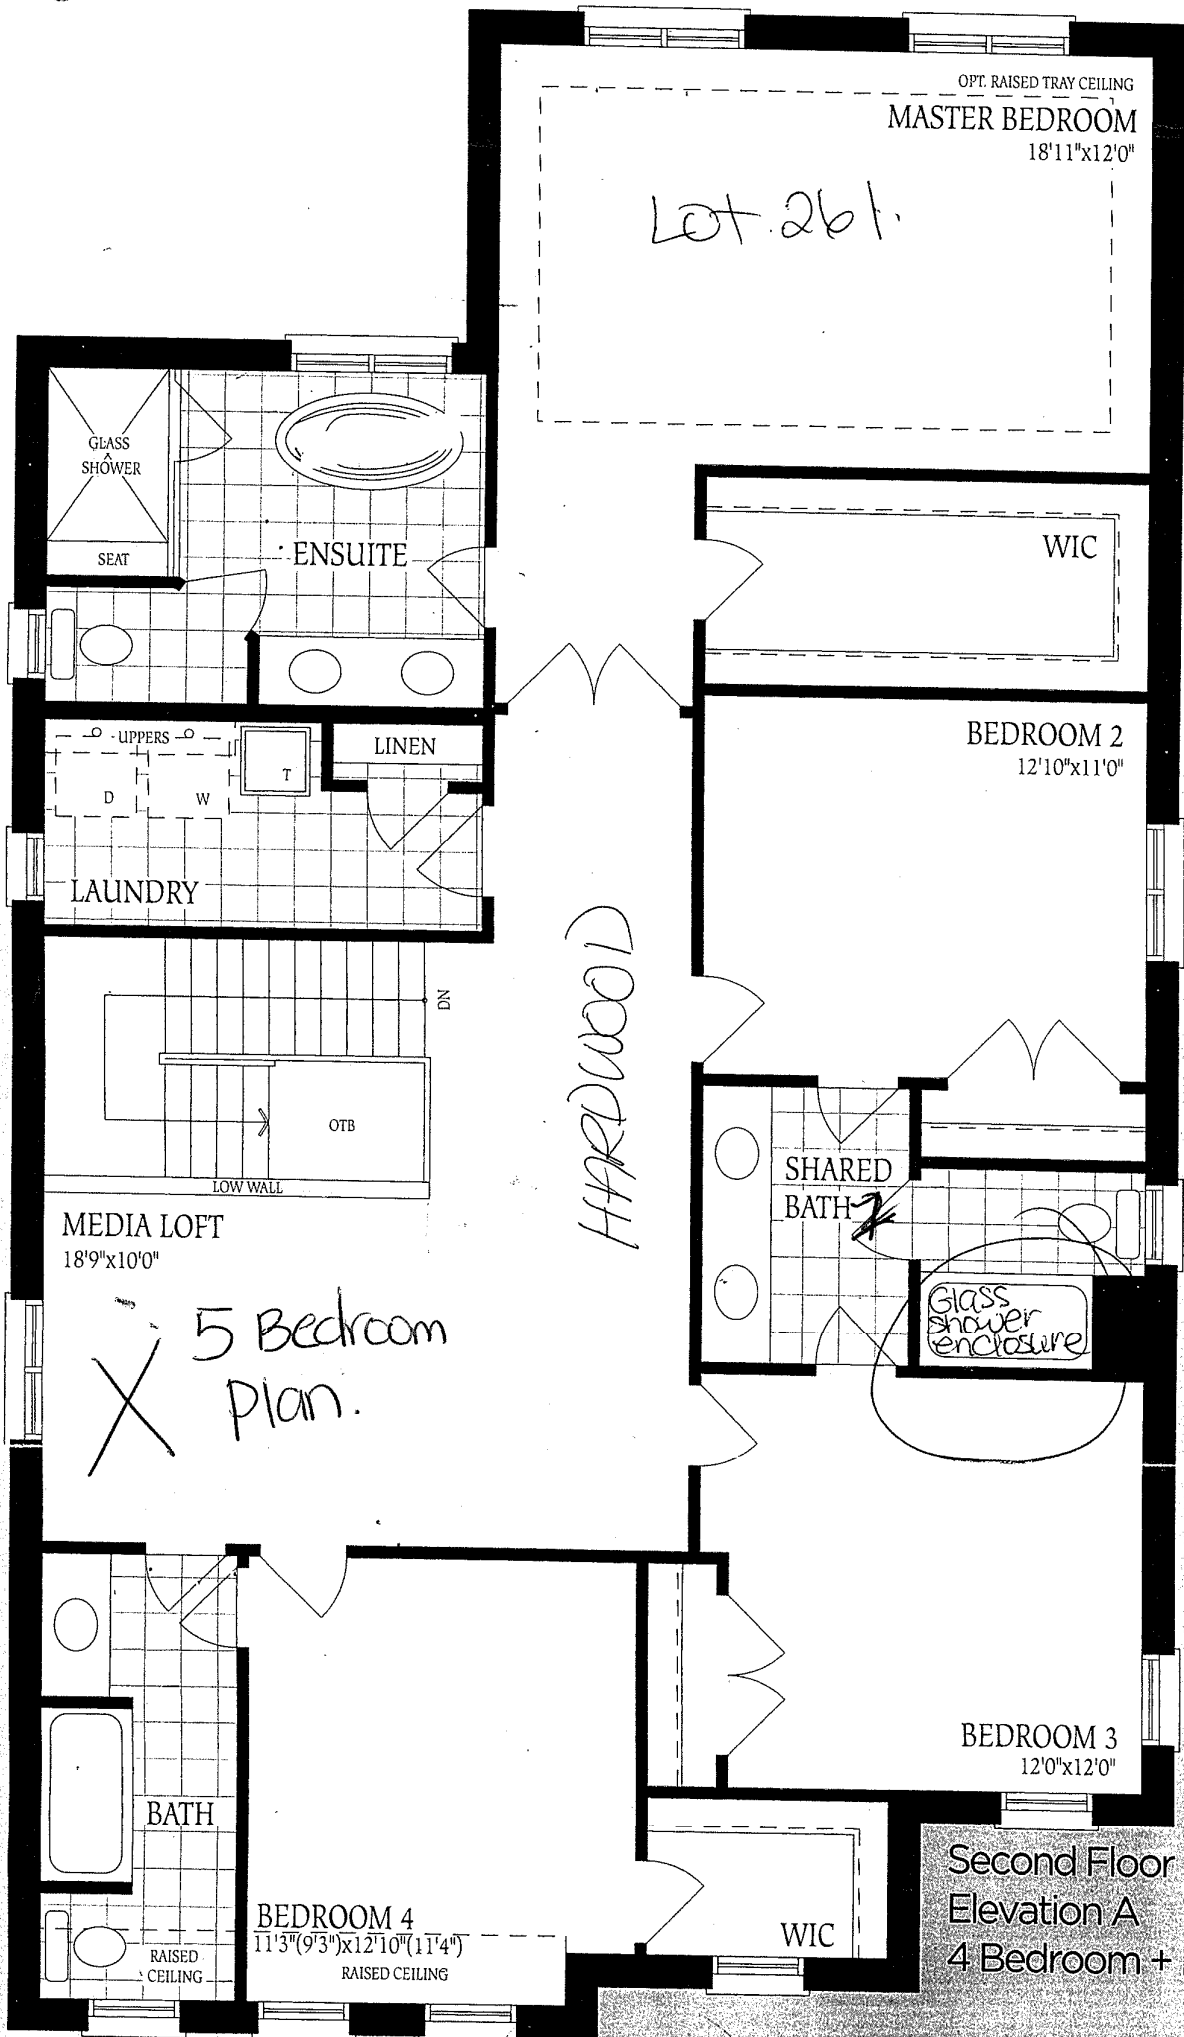 OPT. RAISED TRAY CEILING
MASTER BEDROOM
18'11"x12'0"
Lot 261.
GLASS
SHOWER
SEAT
ENSUITE
WIC
UPPERS
D
W
T
LINEN
LAUNDRY
BEDROOM 2
12'10"x11'0"
HARDWOOD
DN
OTB
LOW WALL
MEDIA LOFT
18'9"x10'0"
SHARED
BATH
Glass
shower
enclosure
X
5 Bedroom
plan.
BEDROOM 3
12'0"x12'0"
BATH
RAISED
CEILING
BEDROOM 4
11'3"(9'3")x12'10"(11'4")
RAISED CEILING
WIC
Second Floor
Elevation A
4 Bedroom +